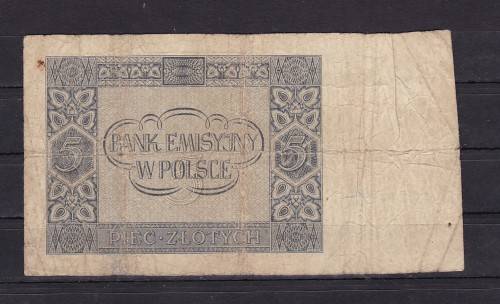 BANK EMISYJNY
W POLSCE
5
5
PIĘĆ ZŁOTYCH